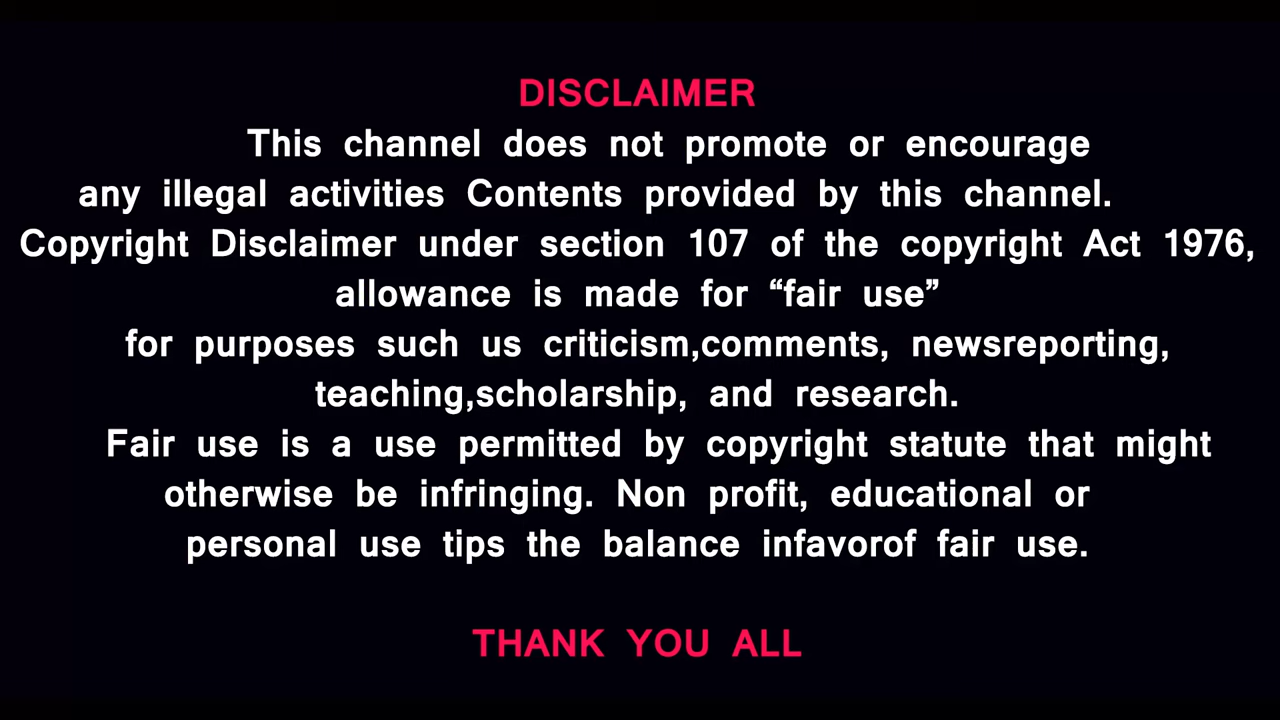 DISCLAIMER
This channel does not promote or encourage
any illegal activities Contents provided by this channel.
Copyright Disclaimer under section 107 of the copyright Act 1976,
allowance is made for “fair use”
for purposes such us criticism,comments, newsreporting,
teaching,scholarship, and research.
Fair use is a use permitted by copyright statute that might
otherwise be infringing. Non profit, educational or
personal use tips the balance infavorof fair use.
THANK YOU ALL